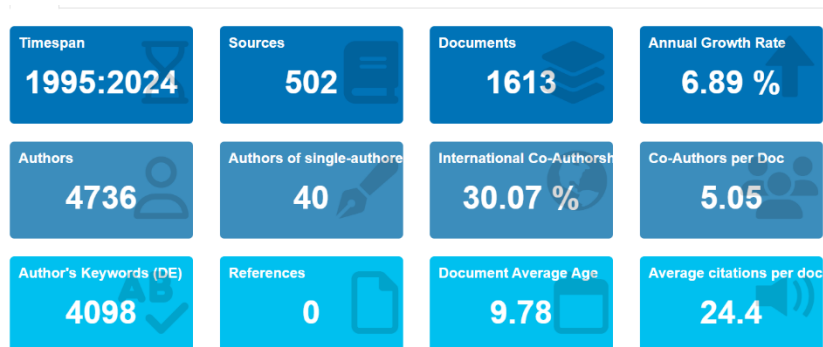 Timespan
1995:2024
Sources
502
Documents
1613
Annual Growth Rate
6.89 %
Authors
4736
Authors of single-authore
40
International Co-Authorsh
30.07 %
Co-Authors per Doc
5.05
Author's Keywords (DE)
4098
AB
References
0
Document Average Age
9.78
Average citations per doc
24.4